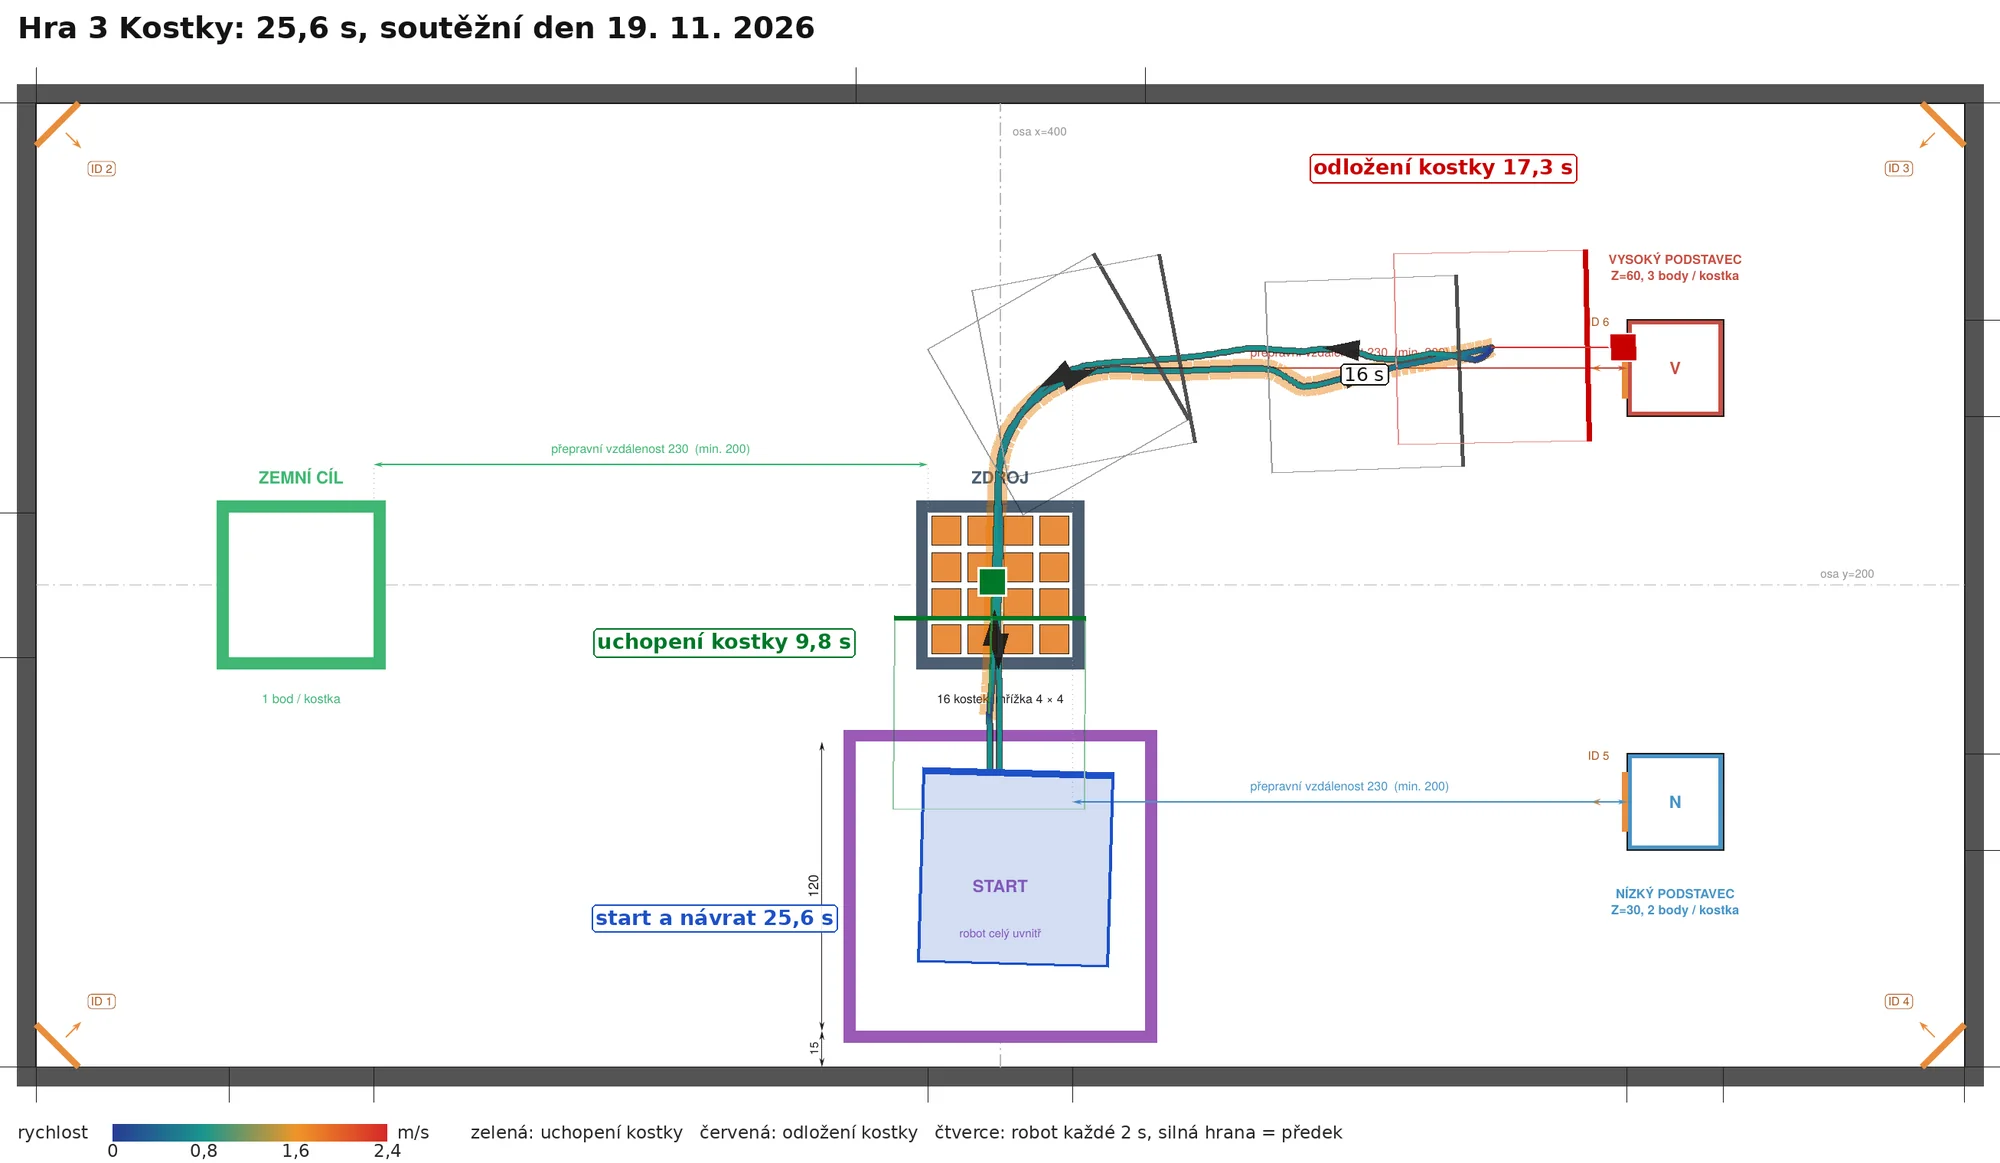 Hra 3 Kostky: 25,6 s, soutěžní den 19. 11. 2026
osa x=400
ID 2
odložení kostky 17,3 s
ID 3
VYSOKÝ PODSTAVEC
Z=60, 3 body / kostka
D 6
přepravní vzdálenost 230 (min. 200)
16 s
V
přepravní vzdálenost 230 (min. 200)
ZEMNÍ CÍL
ZDROJ
osa y=200
uchopení kostky 9,8 s
1 bod / kostka
16 kostek, mřížka 4 × 4
ID 5
přepravní vzdálenost 230 (min. 200)
N
120
START
NÍZKÝ PODSTAVEC
Z=30, 2 body / kostka
start a návrat 25,6 s
robot celý uvnitř
ID 1
ID 4
15
rychlost
m/s
zelená: uchopení kostky červená: odložení kostky čtverce: robot každé 2 s, silná hrana = předek
0 0,8 1,6 2,4